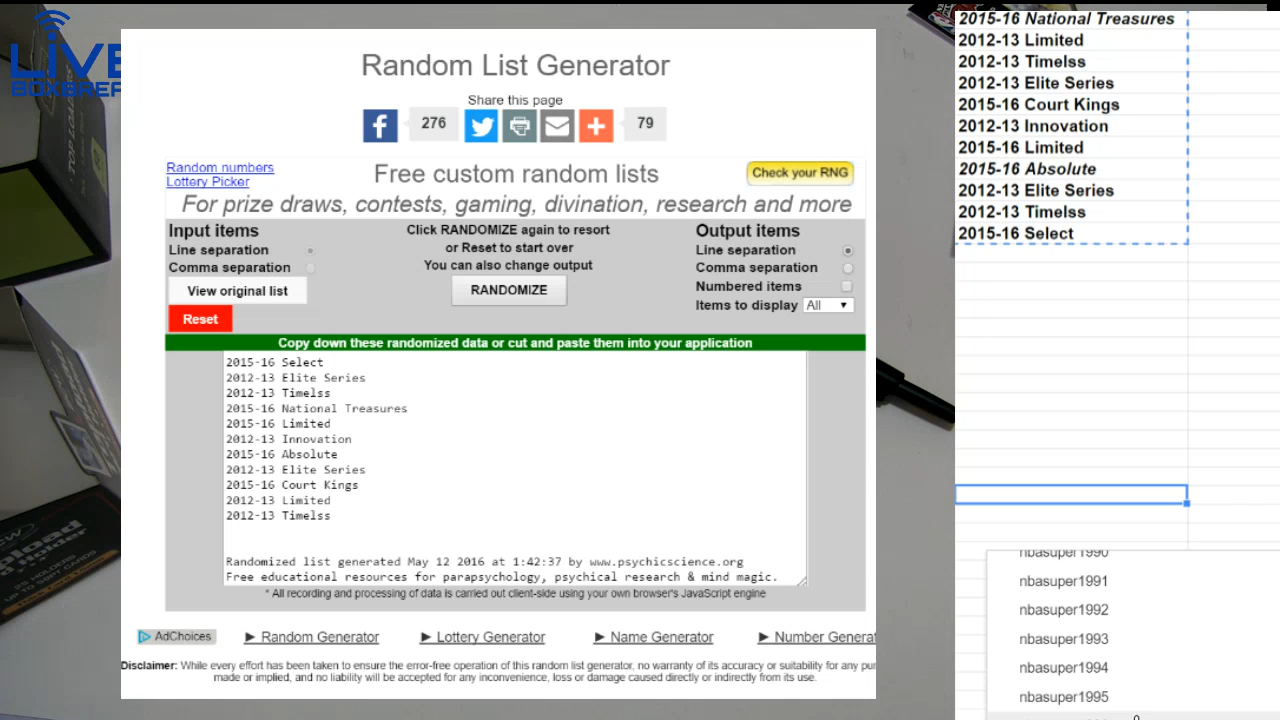 LIVE
BOXBRE
TOP LOAD
Random List Generator
Share this page
276
79
Random numbers
Lottery Picker
Free custom random lists
Check your RNG
For prize draws, contests, gaming, divination, research and more
Input items
Line separation
Comma separation
View original list
Reset
Click RANDOMIZE again to resort
or Reset to start over
You can also change output
RANDOMIZE
Output items
Line separation
Comma separation
Numbered items
Items to display All
Copy down these randomized data or cut and paste them into your application
2015-16 Select
2012-13 Elite Series
2012-13 Timelss
2015-16 National Treasures
2015-16 Limited
2012-13 Innovation
2015-16 Absolute
2012-13 Elite Series
2015-16 Court Kings
2012-13 Limited
2012-13 Timelss
Randomized list generated May 12 2016 at 1:42:37 by www.psychicscience.org
Free educational resources for parapsychology, psychical research & mind magic.
* All recording and processing of data is carried out client-side using your own browser's JavaScript engine
AdChoices
► Random Generator
► Lottery Generator
► Name Generator
► Number Generat
Disclaimer: While every effort has been taken to ensure the error-free operation of this random list generator, no warranty of its accuracy or suitability for any pur
made or implied, and no liability will be accepted for any inconvenience, loss or damage caused directly or indirectly from its use.
2015-16 National Treasures
2012-13 Limited
2012-13 Timelss
2012-13 Elite Series
2015-16 Court Kings
2012-13 Innovation
2015-16 Limited
2015-16 Absolute
2012-13 Elite Series
2012-13 Timelss
2015-16 Select
nbasuper1990
nbasuper1991
nbasuper1992
nbasuper1993
nbasuper1994
nbasuper1995